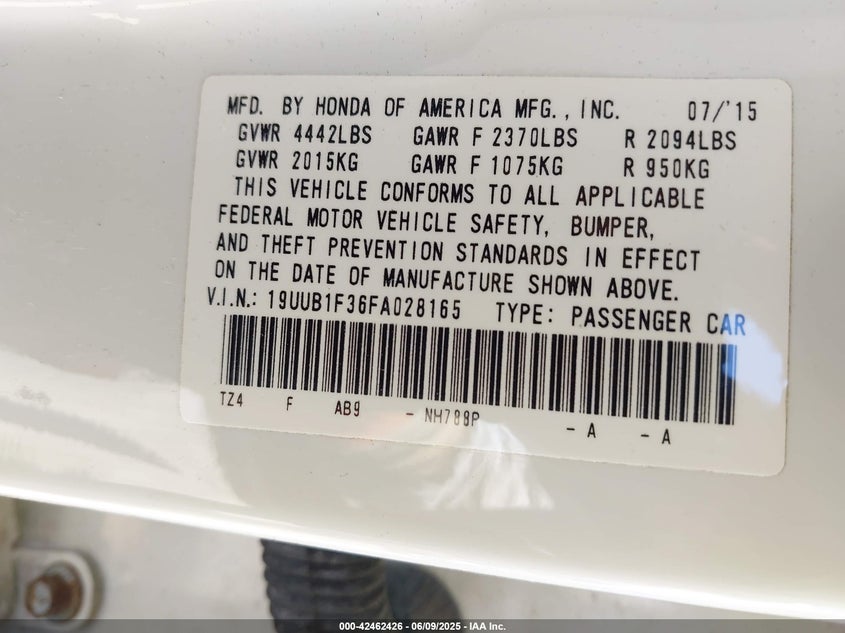 MFD. BY HONDA OF AMERICA MFG., INC. 07/'15
GVWR 4442LBS GAWR F 2370LBS R 2094LBS
GVWR 2015KG GAWR F 1075KG R 950KG
THIS VEHICLE CONFORMS TO ALL APPLICABLE
FEDERAL MOTOR VEHICLE SAFETY, BUMPER,
AND THEFT PREVENTION STANDARDS IN EFFECT
ON THE DATE OF MANUFACTURE SHOWN ABOVE.
V.I.N.: 19UUB1F36FA028165 TYPE: PASSENGER CAR
TZ4 F AB9 - NH788P - A - A
000-42462426 - 06/09/2025 - IAA Inc.